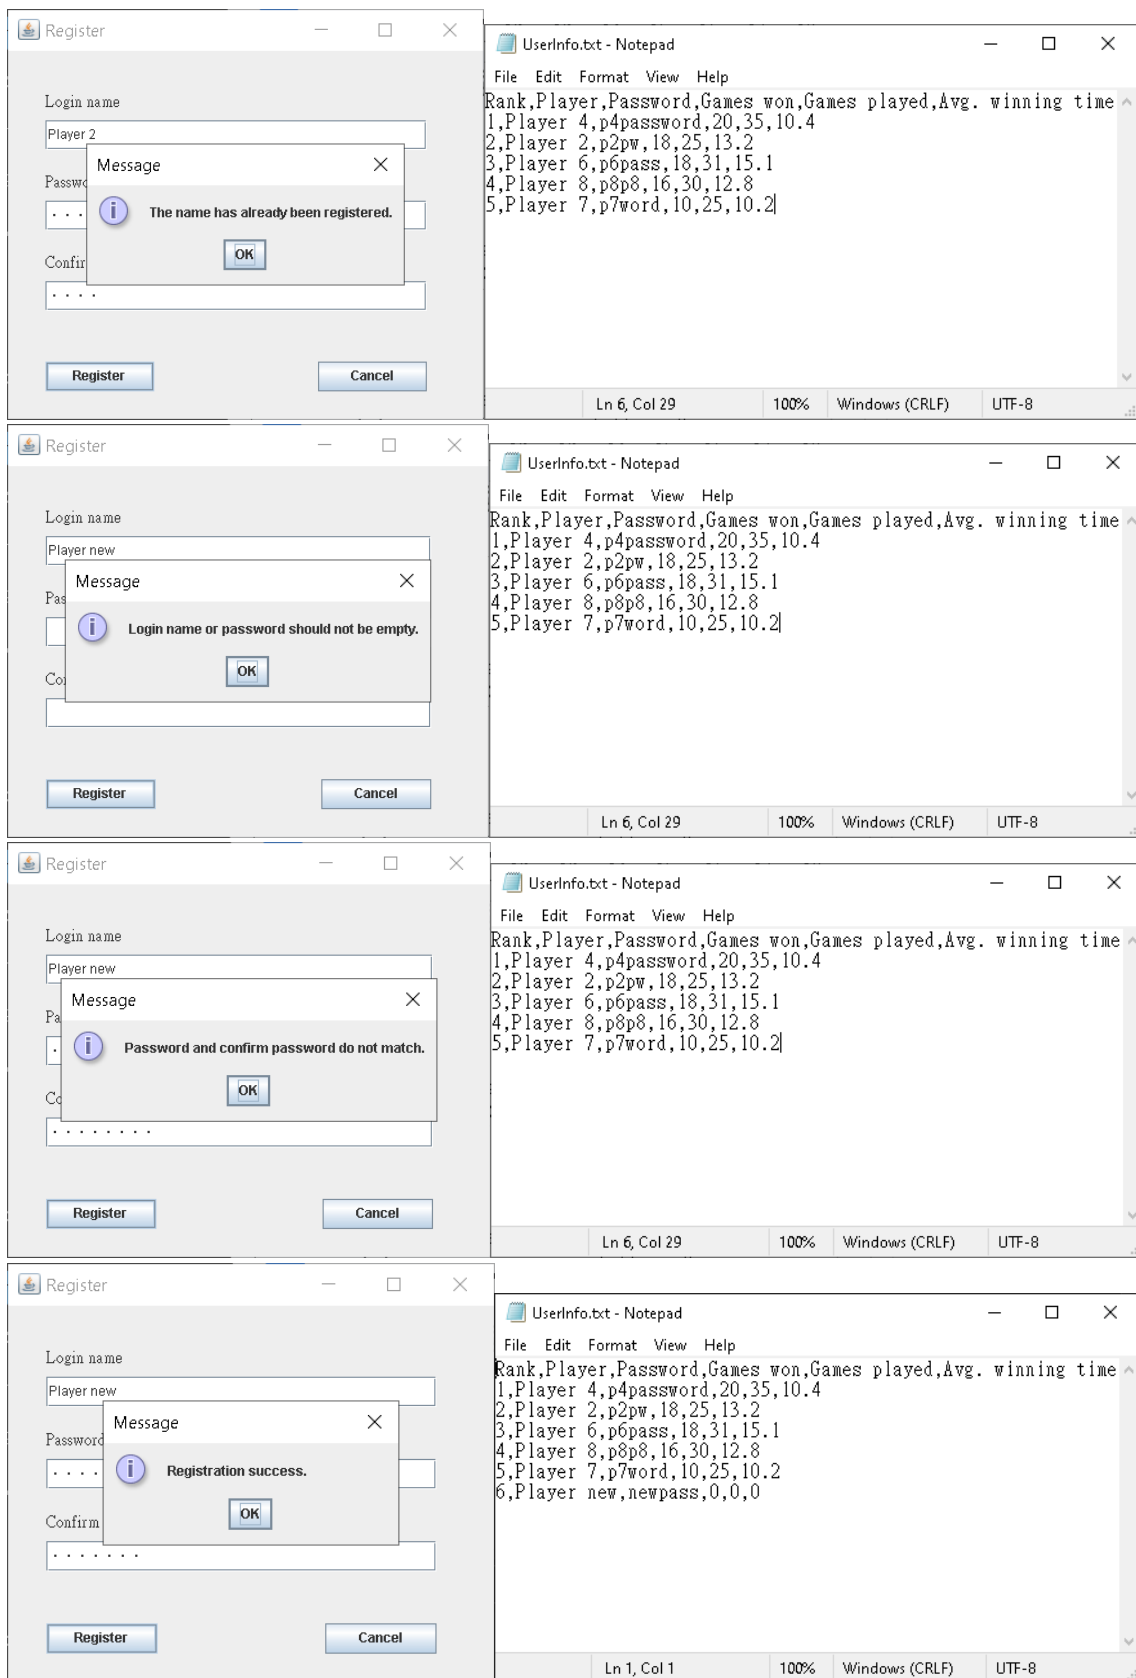 Register
Login name
Player 2
Message
The name has already been registered.
OK
Passwo
Confir
Register
Cancel
UserInfo.txt - Notepad
File Edit Format View Help
Rank,Player,Password,Games won,Games played,Avg. winning time
1,Player 4,p4password,20,35,10.4
2,Player 2,p2pw,18,25,13.2
3,Player 6,p6pass,18,31,15.1
4,Player 8,p8p8,16,30,12.8
5,Player 7,p7word,10,25,10.2
Ln 6, Col 29 100% Windows (CRLF) UTF-8
Register
Login name
Player new
Message
Login name or password should not be empty.
OK
Pas
Co
Register
Cancel
UserInfo.txt - Notepad
File Edit Format View Help
Rank,Player,Password,Games won,Games played,Avg. winning time
1,Player 4,p4password,20,35,10.4
2,Player 2,p2pw,18,25,13.2
3,Player 6,p6pass,18,31,15.1
4,Player 8,p8p8,16,30,12.8
5,Player 7,p7word,10,25,10.2
Ln 6, Col 29 100% Windows (CRLF) UTF-8
Register
Login name
Player new
Message
Password and confirm password do not match.
OK
Pa
Co
Register
Cancel
UserInfo.txt - Notepad
File Edit Format View Help
Rank,Player,Password,Games won,Games played,Avg. winning time
1,Player 4,p4password,20,35,10.4
2,Player 2,p2pw,18,25,13.2
3,Player 6,p6pass,18,31,15.1
4,Player 8,p8p8,16,30,12.8
5,Player 7,p7word,10,25,10.2
Ln 6, Col 29 100% Windows (CRLF) UTF-8
Register
Login name
Player new
Message
Registration success.
OK
Password
Confirm
Register
Cancel
UserInfo.txt - Notepad
File Edit Format View Help
Rank,Player,Password,Games won,Games played,Avg. winning time
1,Player 4,p4password,20,35,10.4
2,Player 2,p2pw,18,25,13.2
3,Player 6,p6pass,18,31,15.1
4,Player 8,p8p8,16,30,12.8
5,Player 7,p7word,10,25,10.2
6,Player new,newpass,0,0,0
Ln 1, Col 1 100% Windows (CRLF) UTF-8